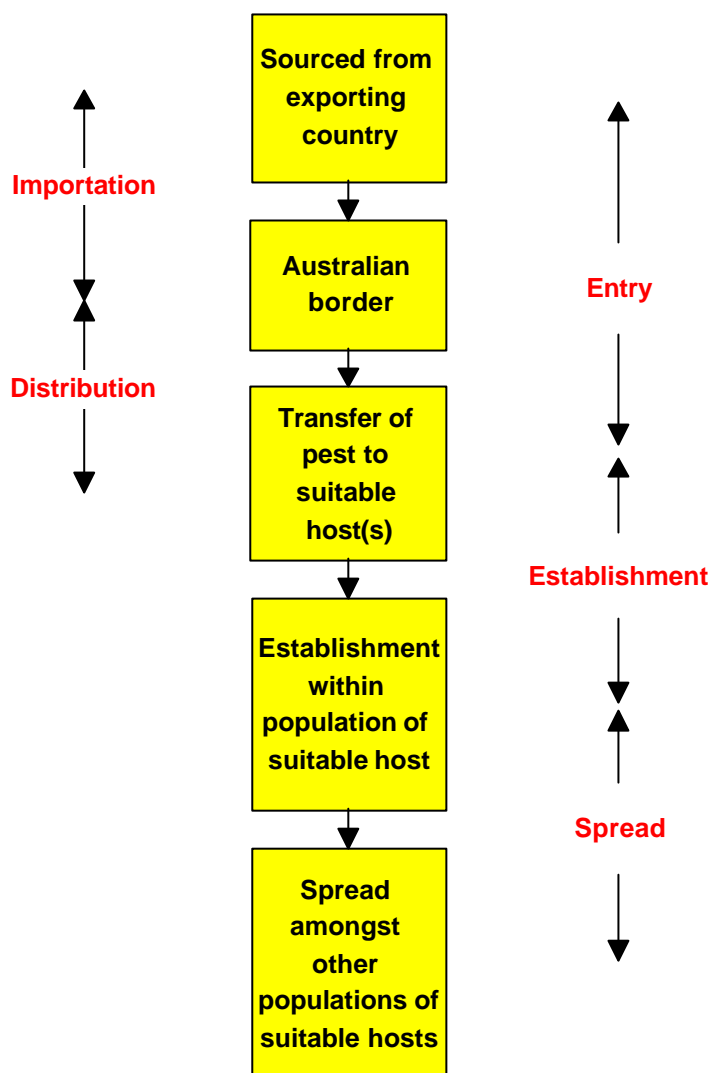 Sourced from
exporting
country
Importation
Australian
border
Entry
Distribution
Transfer of
pest to
suitable
host(s)
Establishment
Establishment
within
population of
suitable host
Spread
Spread
amongst
other
populations of
suitable hosts